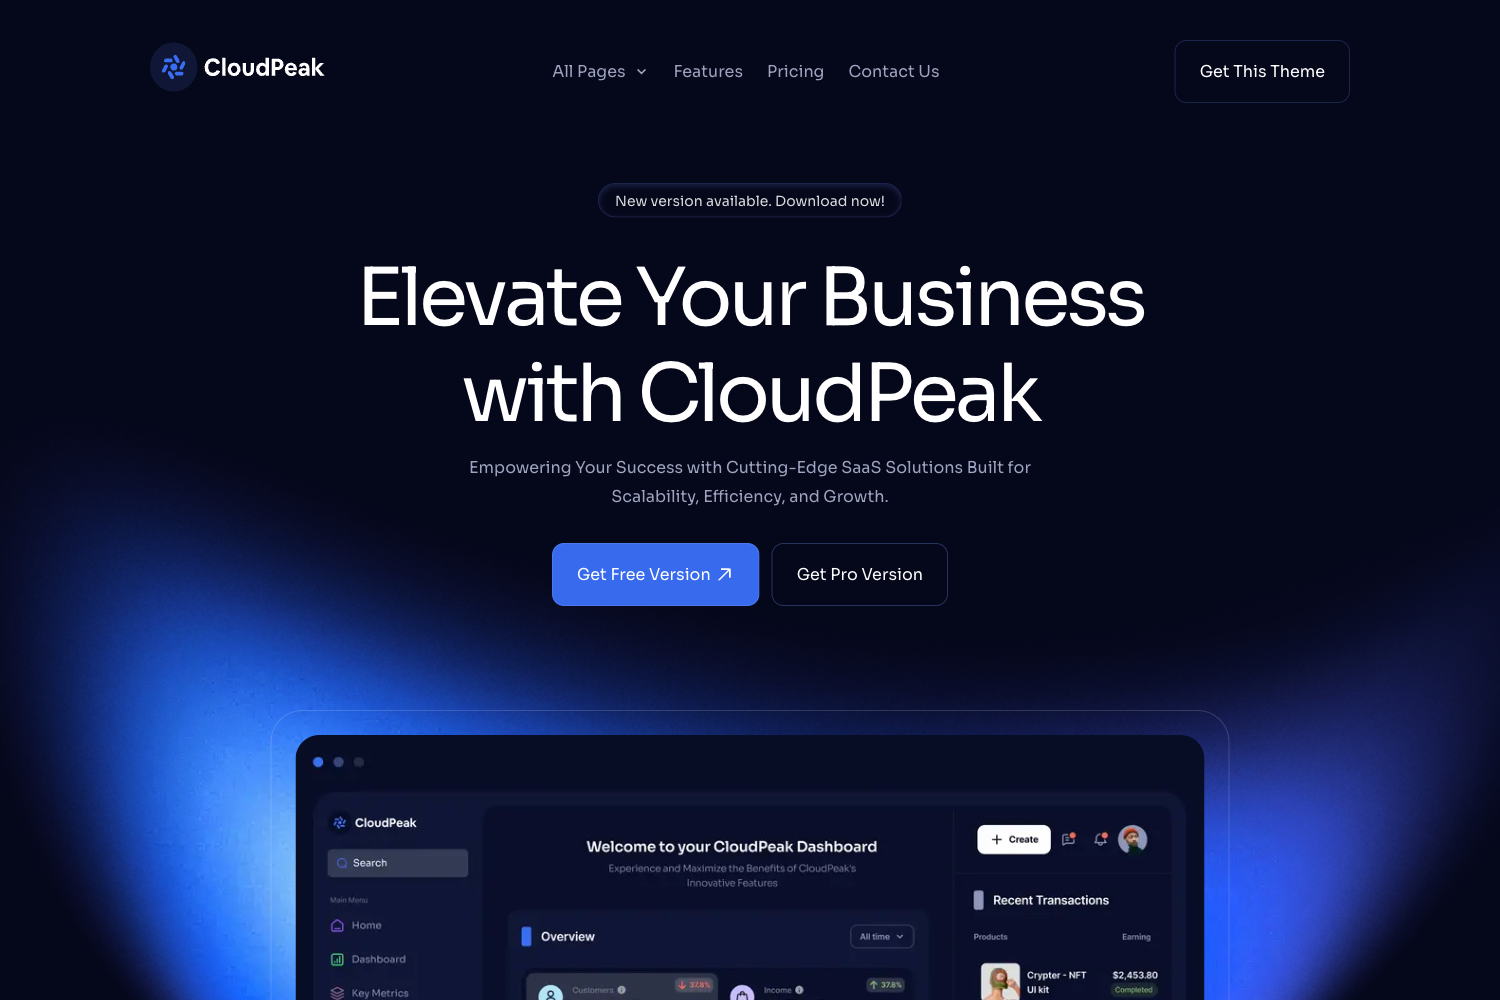 CloudPeak
All Pages
Features
Pricing
Contact Us
Get This Theme
New version available. Download now!
Elevate Your Business
with CloudPeak
Empowering Your Success with Cutting-Edge SaaS Solutions Built for
Scalability, Efficiency, and Growth.
Get Free Version
Get Pro Version
CloudPeak
Search
Main Menu
Home
Dashboard
Key Metrics
Welcome to your CloudPeak Dashboard
Experience and Maximize the Benefits of CloudPeak's
Innovative Features
Overview
All time
Customers
37.8%
Income
37.8%
Create
Recent Transactions
Products
Earning
Crypter - NFT
UI kit
$2,453.80
Completed